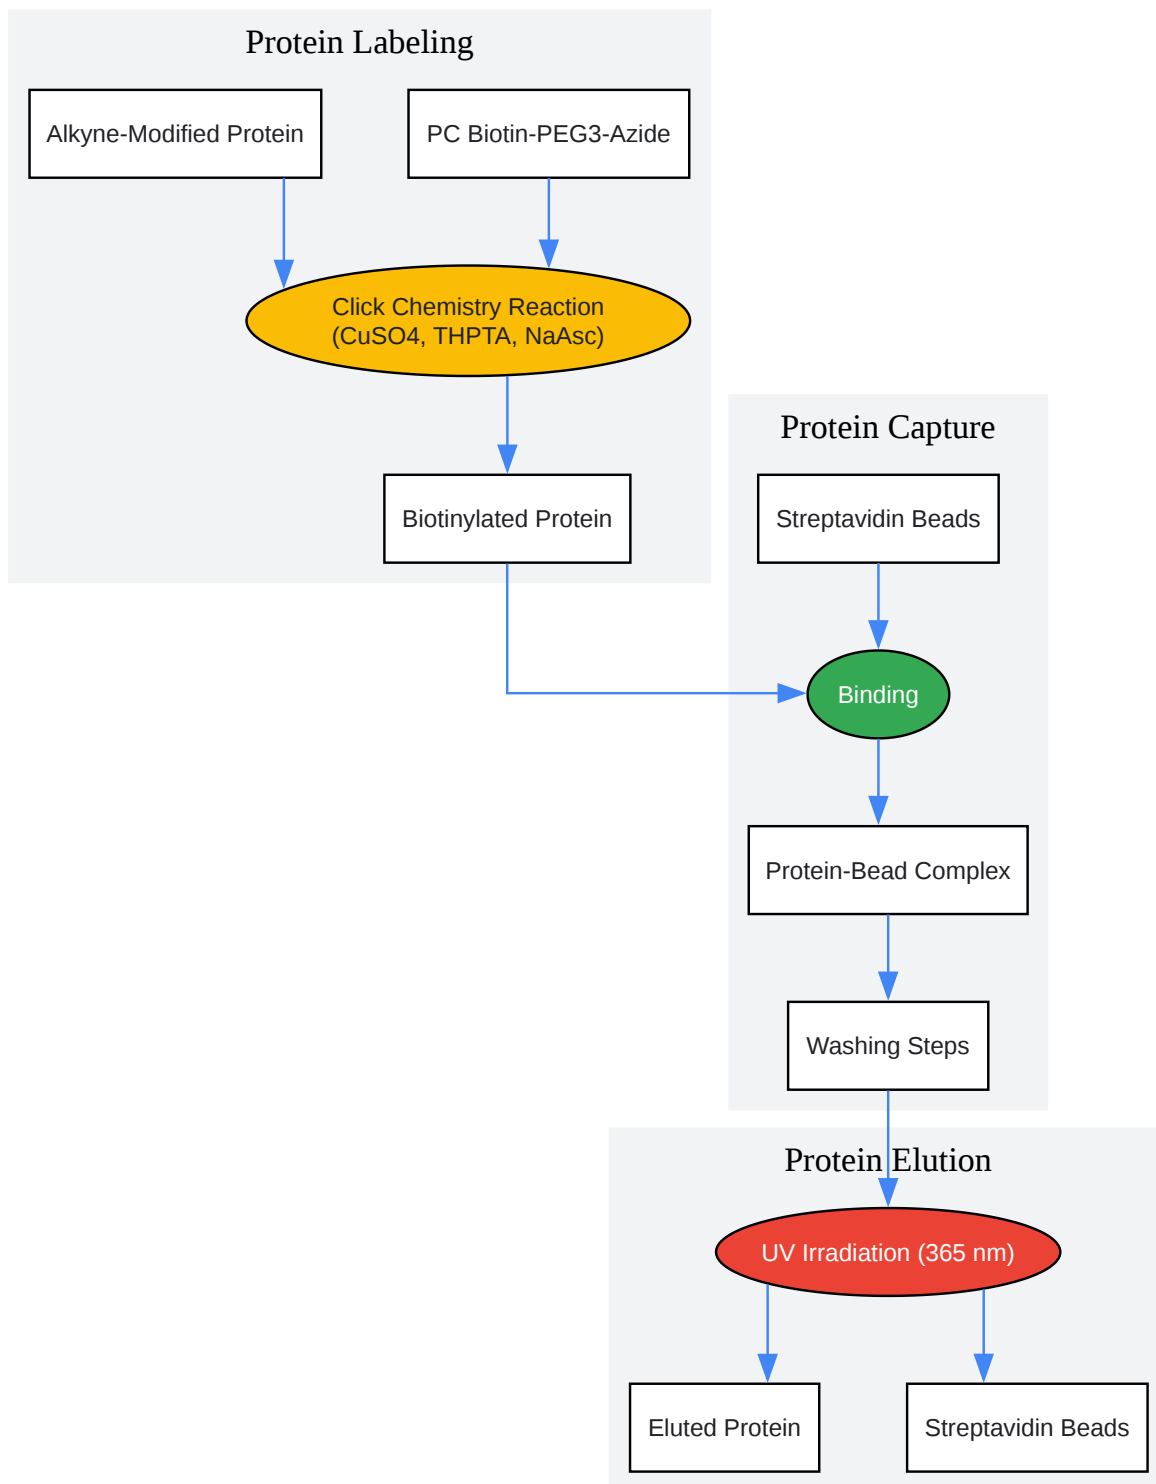 Protein Labeling
Alkyne-Modified Protein
PC Biotin-PEG3-Azide
Click Chemistry Reaction
(CuSO4, THPTA, NaAsc)
Biotinylated Protein
Protein Capture
Streptavidin Beads
Binding
Protein-Bead Complex
Washing Steps
Protein Elution
UV Irradiation (365 nm)
Eluted Protein
Streptavidin Beads